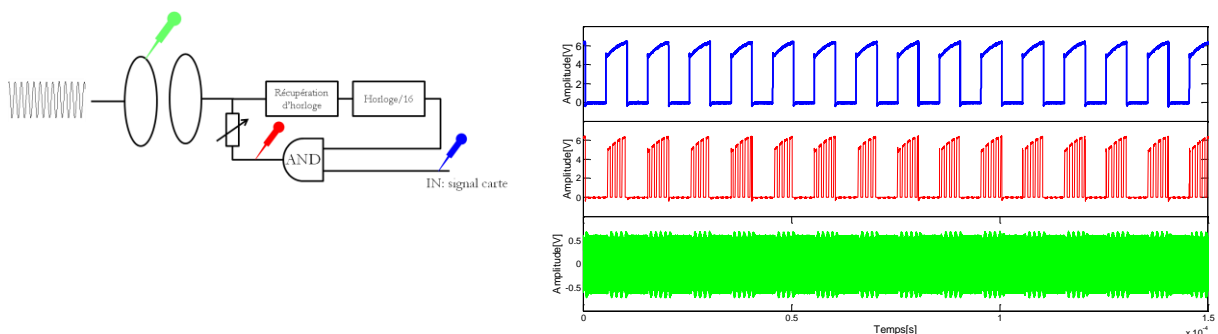 Récupération
d'horloge
Horloge/16
AND
IN: signal carte
Amplitude[V]
6
4
2
0
Amplitude[V]
6
4
2
0
Amplitude[V]
0.5
0
-0.5
0
0.5
1
1.5
Temps[s]
x 10⁻⁴